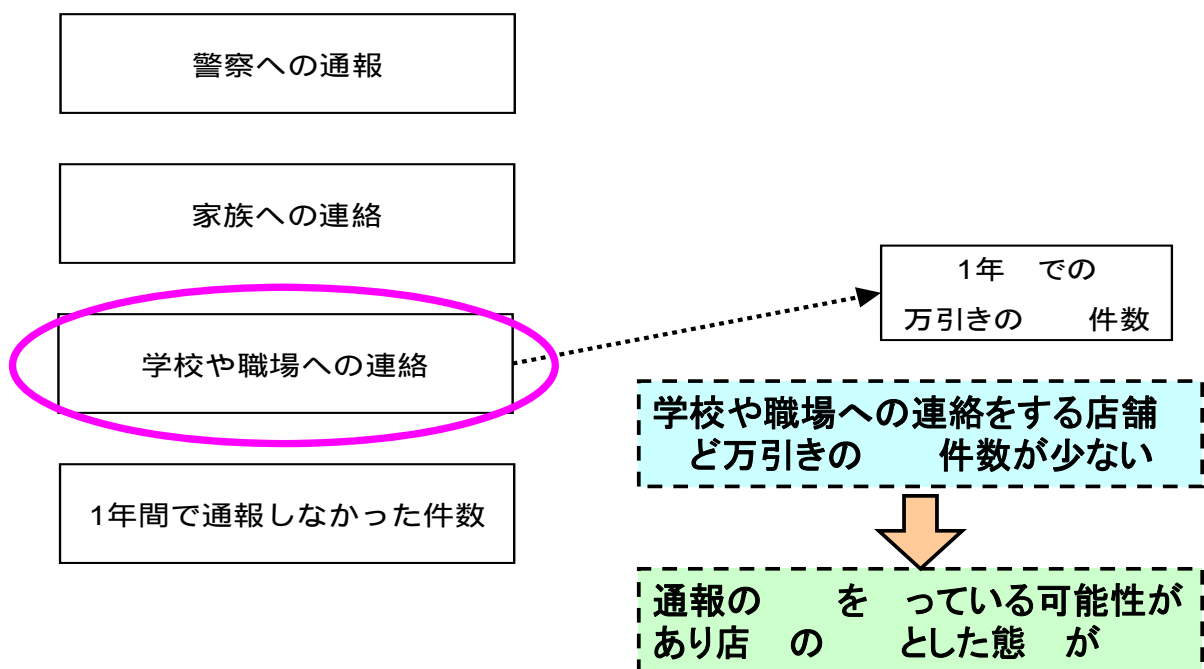 警察への通報
家族への連絡
学校や職場への連絡
1年間で通報しなかった件数
1年 での
万引きの 件数
学校や職場への連絡をする店舗
ど万引きの 件数が少ない
通報の を っている可能性が
あり店 の とした態 が